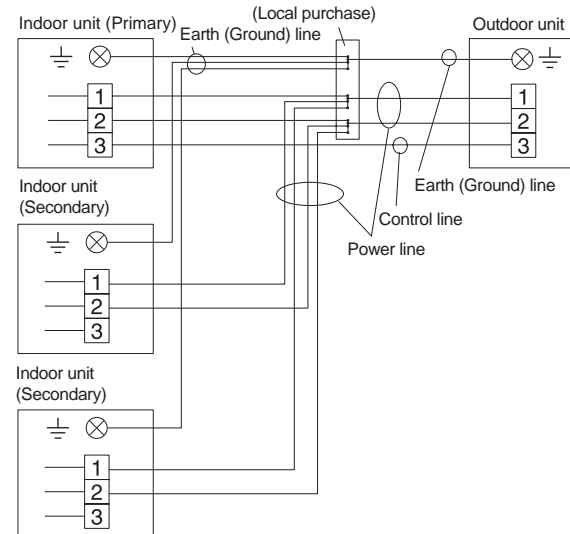 (Local purchase)
Indoor unit (Primary)
Earth (Ground) line
Outdoor unit
1
2
3
1
2
3
Earth (Ground) line
Control line
Power line
Indoor unit
(Secondary)
1
2
3
Indoor unit
(Secondary)
1
2
3